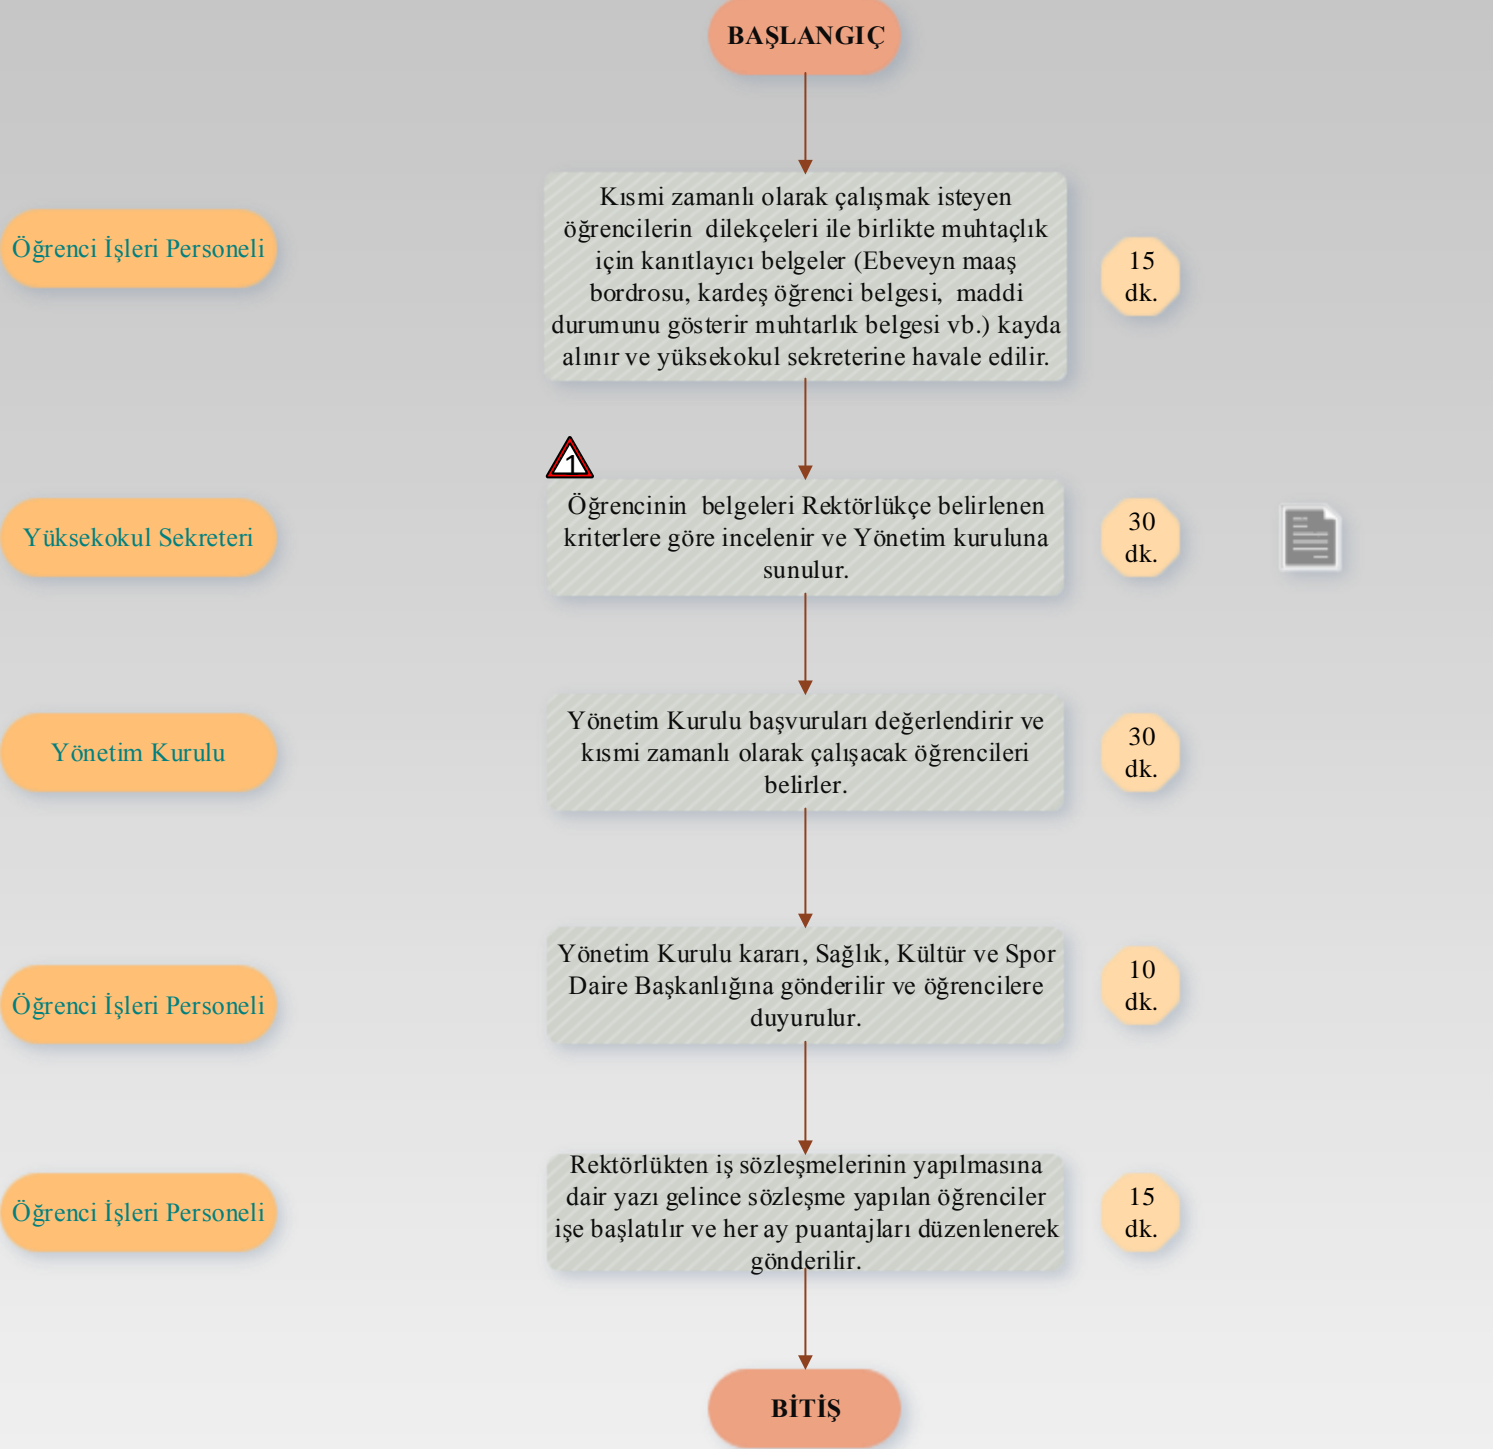 BAŞLANGIÇ
Öğrenci İşleri Personeli
Kısmi zamanlı olarak çalışmak isteyen
öğrencilerin dilekçeleri ile birlikte muhtaçlık
için kanıtlayıcı belgeler (Ebeveyn maaş
bordrosu, kardeş öğrenci belgesi, maddi
durumunu gösterir muhtarlık belgesi vb.) kayda
alınır ve yüksekokul sekreterine havale edilir.
15
dk.
1
Yüksekokul Sekreteri
Öğrencinin belgeleri Rektörlükçe belirlenen
kriterlere göre incelenir ve Yönetim kuruluna
sunulur.
30
dk.
Yönetim Kurulu
Yönetim Kurulu başvuruları değerlendirir ve
kısmi zamanlı olarak çalışacak öğrencileri
belirler.
30
dk.
Öğrenci İşleri Personeli
Yönetim Kurulu kararı, Sağlık, Kültür ve Spor
Daire Başkanlığına gönderilir ve öğrencilere
duyurulur.
10
dk.
Öğrenci İşleri Personeli
Rektörlükten iş sözleşmelerinin yapılmasına
dair yazı gelince sözleşme yapılan öğrenciler
işe başlatılır ve her ay puantajları düzenlenerek
gönderilir.
15
dk.
BİTİŞ